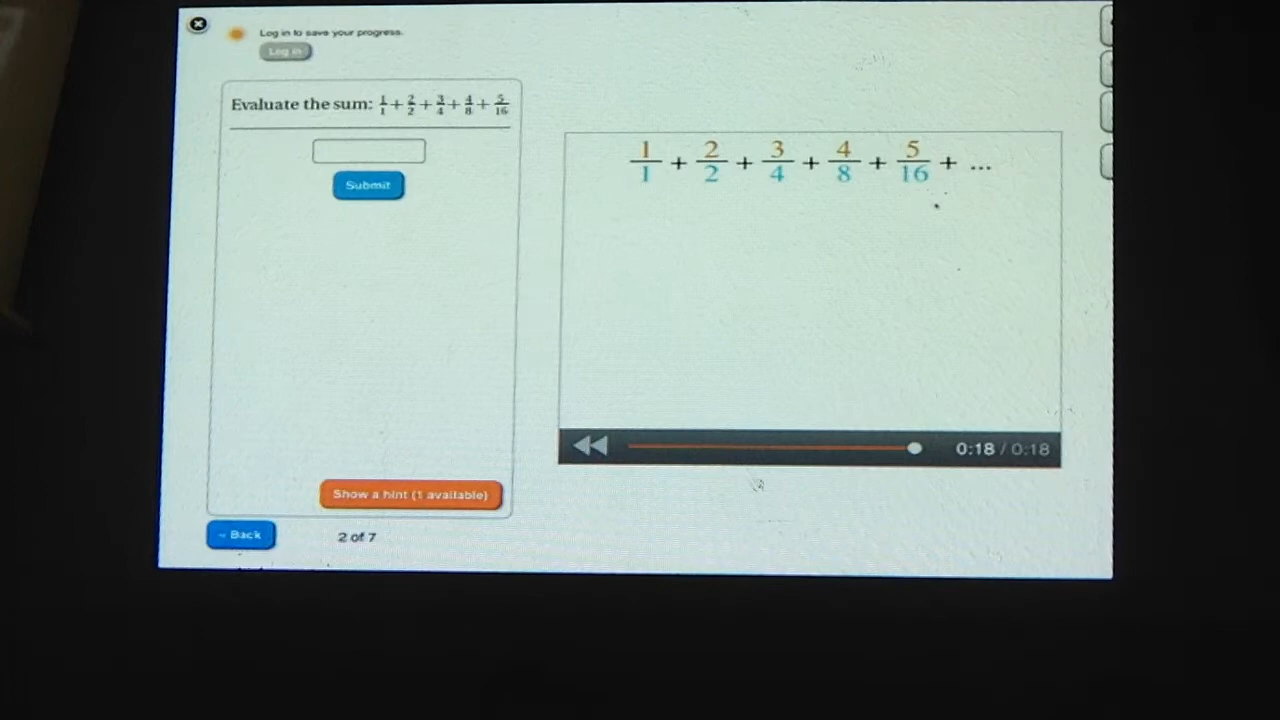 Log in to save your progress.
Log in
Evaluate the sum: 1/1 + 2/2 + 3/4 + 4/8 + 5/16
Submit
Show a hint (1 available)
« Back
2 of 7
1/1 + 2/2 + 3/4 + 4/8 + 5/16 + ...
0:18 / 0:18